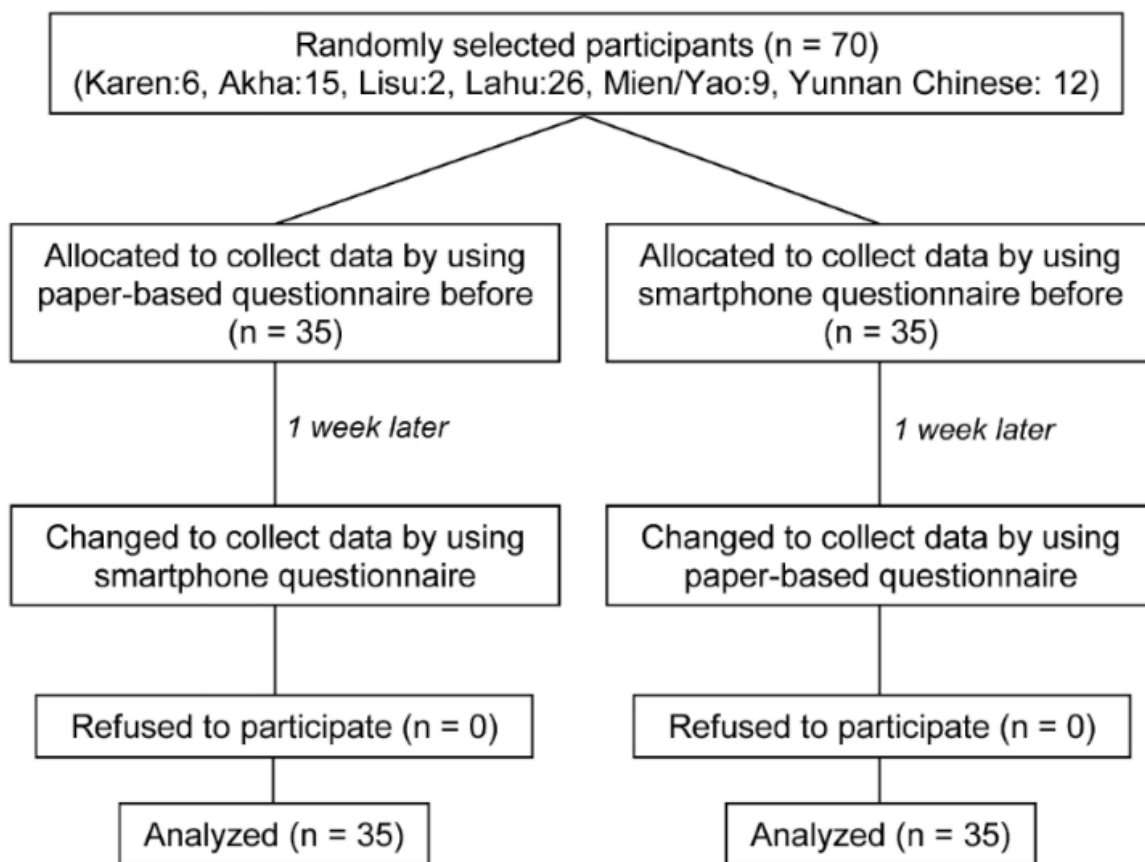 Randomly selected participants (n = 70)
(Karen:6, Akha:15, Lisu:2, Lahu:26, Mien/Yao:9, Yunnan Chinese: 12)
Allocated to collect data by using
paper-based questionnaire before
(n = 35)
Allocated to collect data by using
smartphone questionnaire before
(n = 35)
1 week later
1 week later
Changed to collect data by using
smartphone questionnaire
Changed to collect data by using
paper-based questionnaire
Refused to participate (n = 0)
Refused to participate (n = 0)
Analyzed (n = 35)
Analyzed (n = 35)